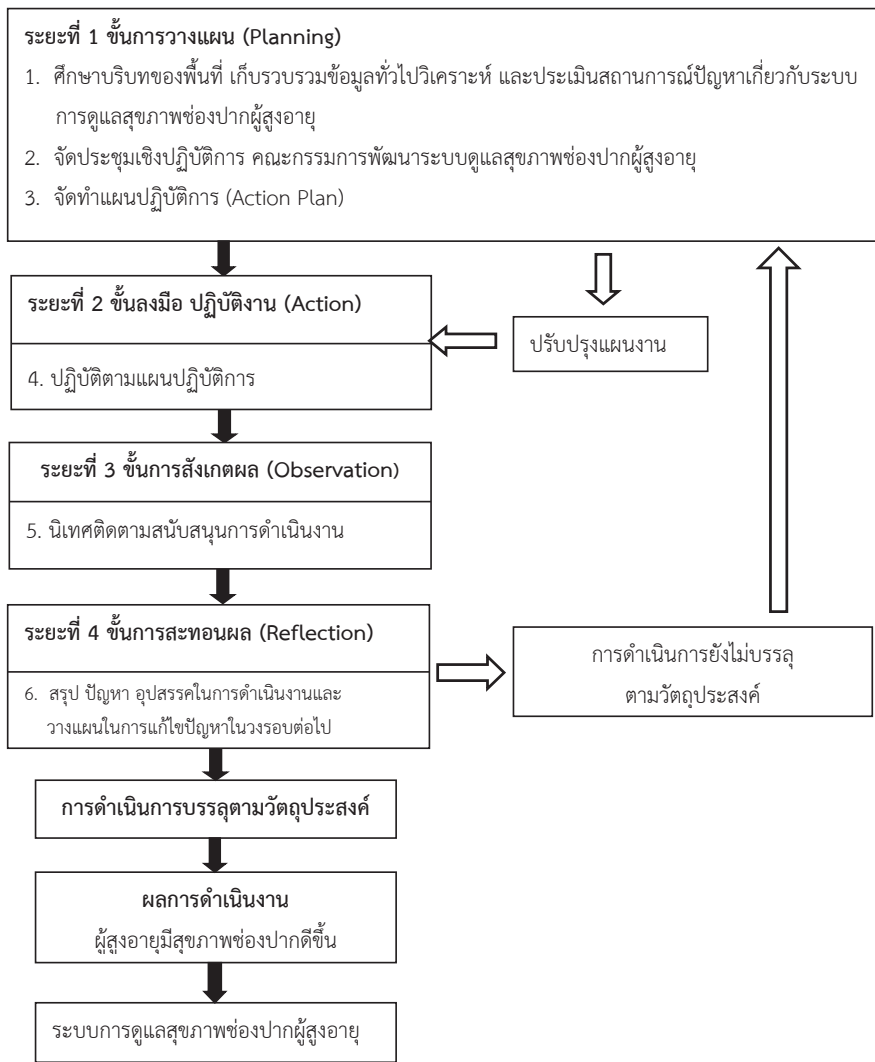 ระยะที่ 1 ขั้นการวางแผน (Planning)
1. ศึกษาบริบทของพื้นที่ เก็บรวบรวมข้อมูลทั่วไปวิเคราะห์ และประเมินสถานการณ์ปัญหาเกี่ยวกับระบบ
การดูแลสุขภาพช่องปากผู้สูงอายุ
2. จัดประชุมเชิงปฏิบัติการ คณะกรรมการพัฒนาระบบดูแลสุขภาพช่องปากผู้สูงอายุ
3. จัดทำแผนปฏิบัติการ (Action Plan)
ระยะที่ 2 ขั้นลงมือ ปฏิบัติงาน (Action)
ปรับปรุงแผนงาน
4. ปฏิบัติตามแผนปฏิบัติการ
ระยะที่ 3 ขั้นการสังเกตผล (Observation)
5. นิเทศติดตามสนับสนุนการดำเนินงาน
ระยะที่ 4 ขั้นการสะทอนผล (Reflection)
6. สรุป ปัญหา อุปสรรคในการดำเนินงานและ
วางแผนในการแก้ไขปัญหาในวงรอบต่อไป
การดำเนินการยังไม่บรรลุ
ตามวัตถุประสงค์
การดำเนินการบรรลุตามวัตถุประสงค์
ผลการดำเนินงาน
ผู้สูงอายุมีสุขภาพช่องปากดีขึ้น
ระบบการดูแลสุขภาพช่องปากผู้สูงอายุ